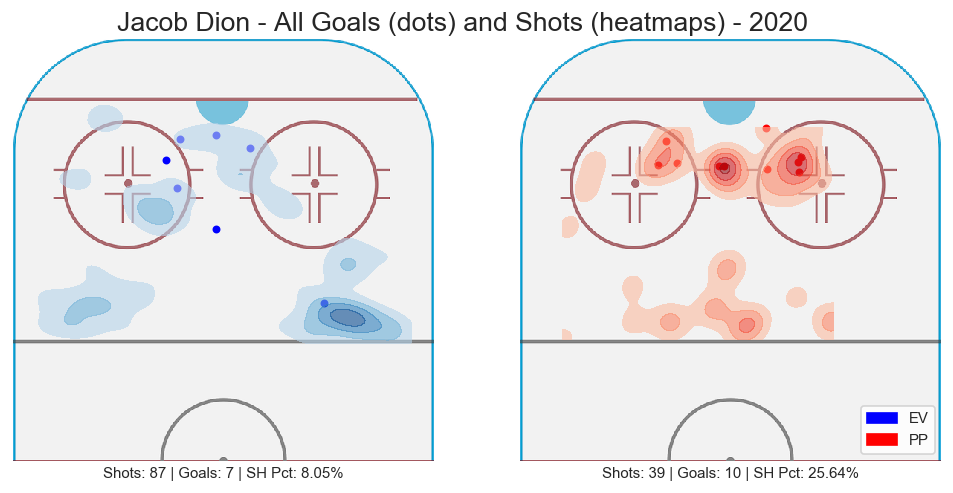 Jacob Dion - All Goals (dots) and Shots (heatmaps) - 2020
EV
PP
Shots: 87 | Goals: 7 | SH Pct: 8.05%
Shots: 39 | Goals: 10 | SH Pct: 25.64%